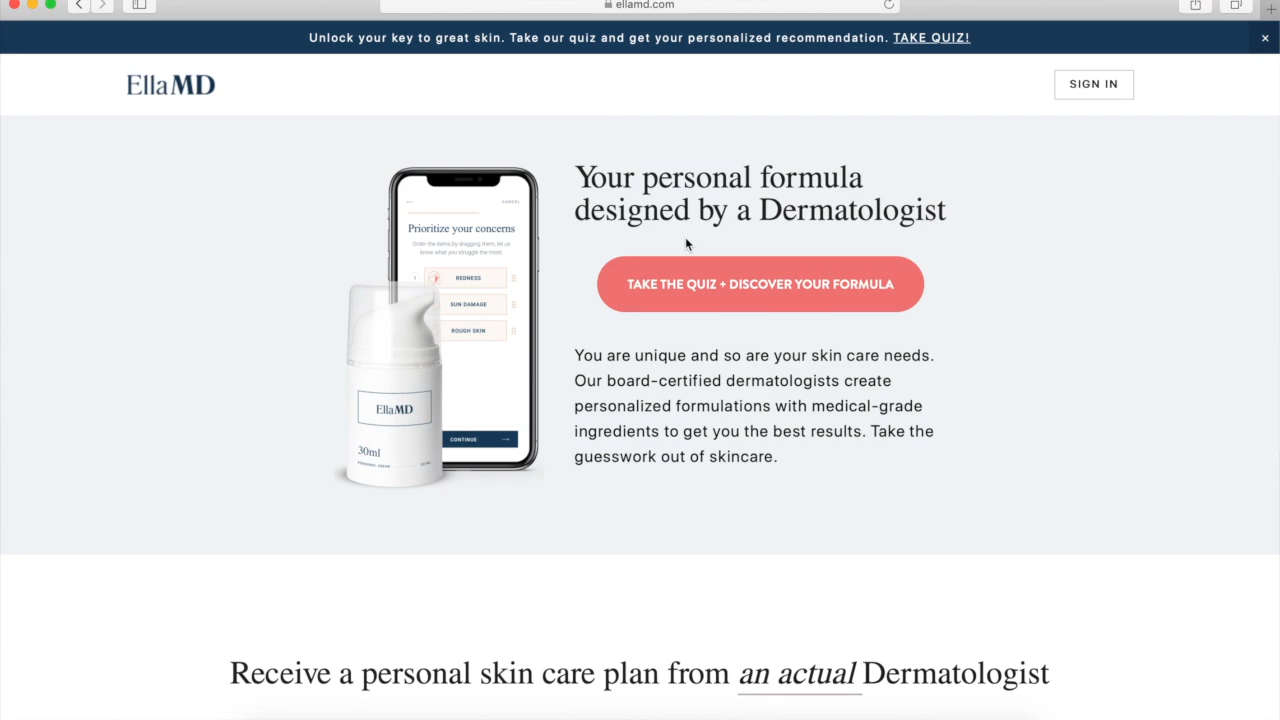 ellamd.com
Unlock your key to great skin. Take our quiz and get your personalized recommendation. TAKE QUIZ!
EllaMD
SIGN IN
Your personal formula
designed by a Dermatologist
TAKE THE QUIZ + DISCOVER YOUR FORMULA
You are unique and so are your skin care needs.
Our board-certified dermatologists create
personalized formulations with medical-grade
ingredients to get you the best results. Take the
guesswork out of skincare.
CANCEL
Prioritize your concerns
Order the items by dragging them, let us
know what you struggle the most.
1 REDNESS
SUN DAMAGE
ROUGH SKIN
CONTINUE
EllaMD
30ml
PERSONAL CREAM
Receive a personal skin care plan from an actual Dermatologist